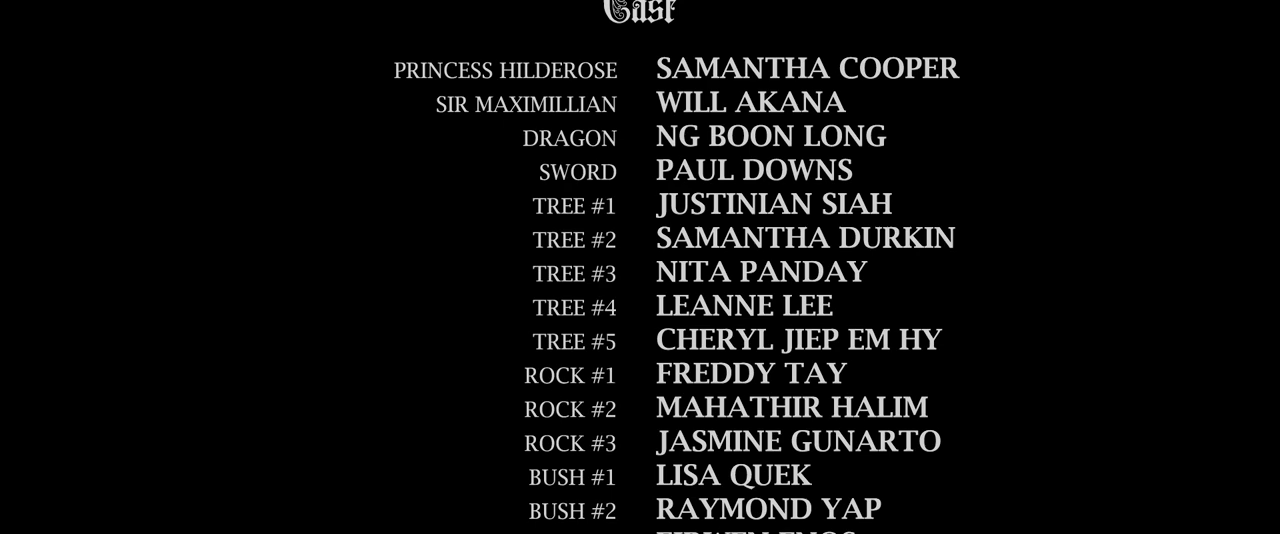 Cast
PRINCESS HILDEROSE SAMANTHA COOPER
SIR MAXIMILLIAN WILL AKANA
DRAGON NG BOON LONG
SWORD PAUL DOWNS
TREE #1 JUSTINIAN SIAH
TREE #2 SAMANTHA DURKIN
TREE #3 NITA PANDAY
TREE #4 LEANNE LEE
TREE #5 CHERYL JIEP EM HY
ROCK #1 FREDDY TAY
ROCK #2 MAHATHIR HALIM
ROCK #3 JASMINE GUNARTO
BUSH #1 LISA QUEK
BUSH #2 RAYMOND YAP